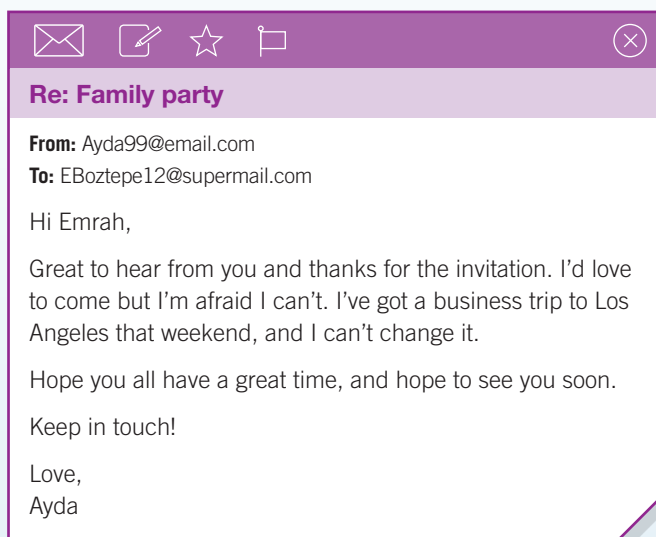 Re: Family party
From: Ayda99@email.com
To: EBoztepe12@supermail.com
Hi Emrah,
Great to hear from you and thanks for the invitation. I’d love
to come but I’m afraid I can’t. I’ve got a business trip to Los
Angeles that weekend, and I can’t change it.
Hope you all have a great time, and hope to see you soon.
Keep in touch!
Love,
Ayda